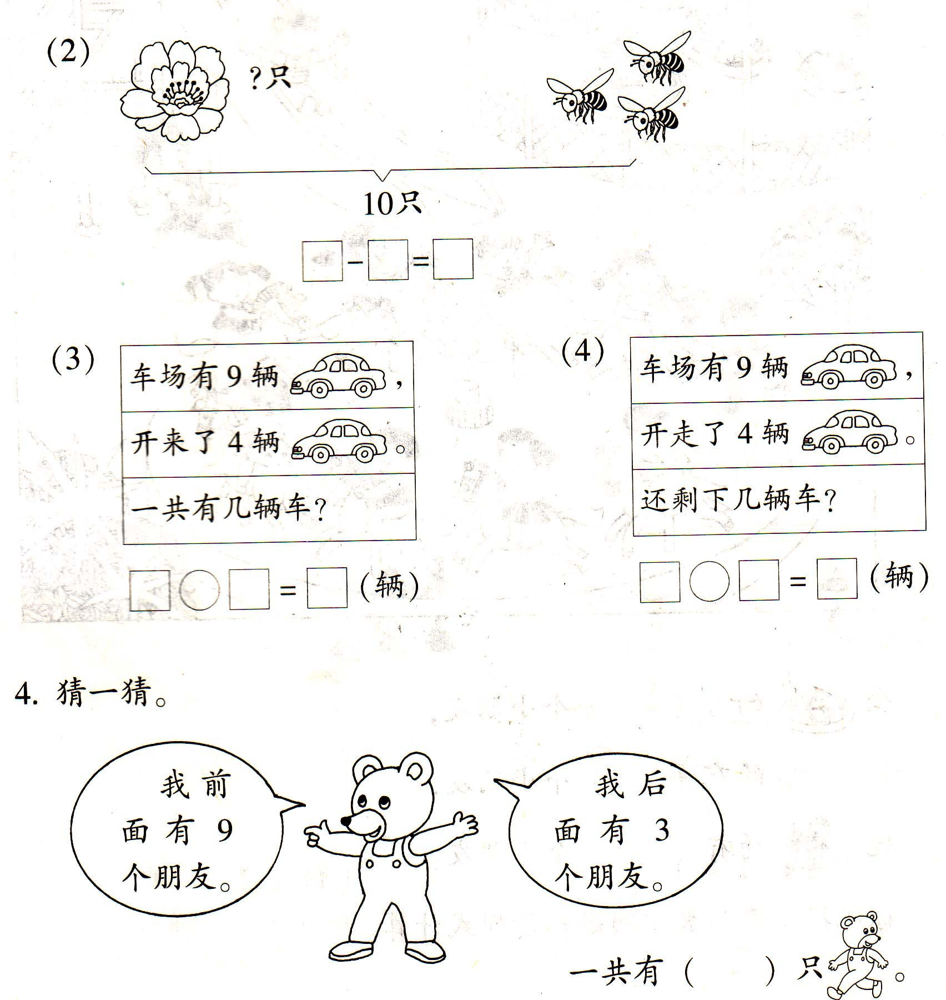 (2)
?只
10只
□-□=□
(3)
车场有 9 辆，
开来了 4 辆。
一共有几辆车?
□○□=□(辆)
(4)
车场有 9 辆，
开走了 4 辆。
还剩下几辆车?
□○□=□(辆)
4. 猜一猜。
我前
面有 9
个朋友。
我后
面有 3
个朋友。
一共有（ ）只。